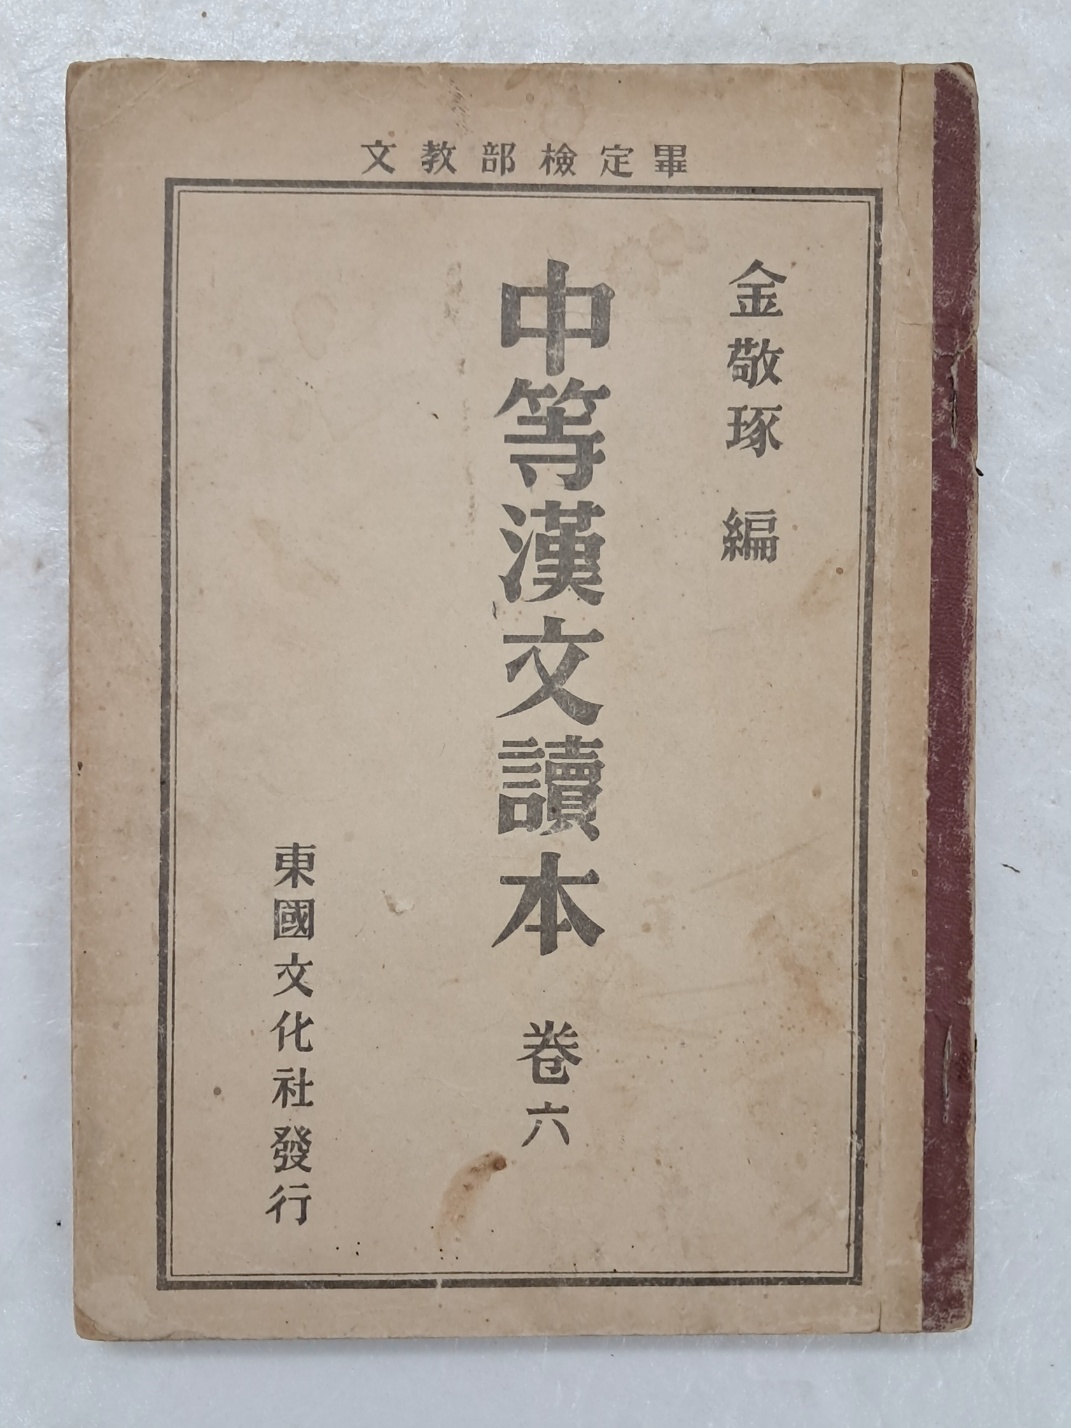 文教部檢定畢
金敬琢 編
中等漢文讀本 卷六
東國文化社發行